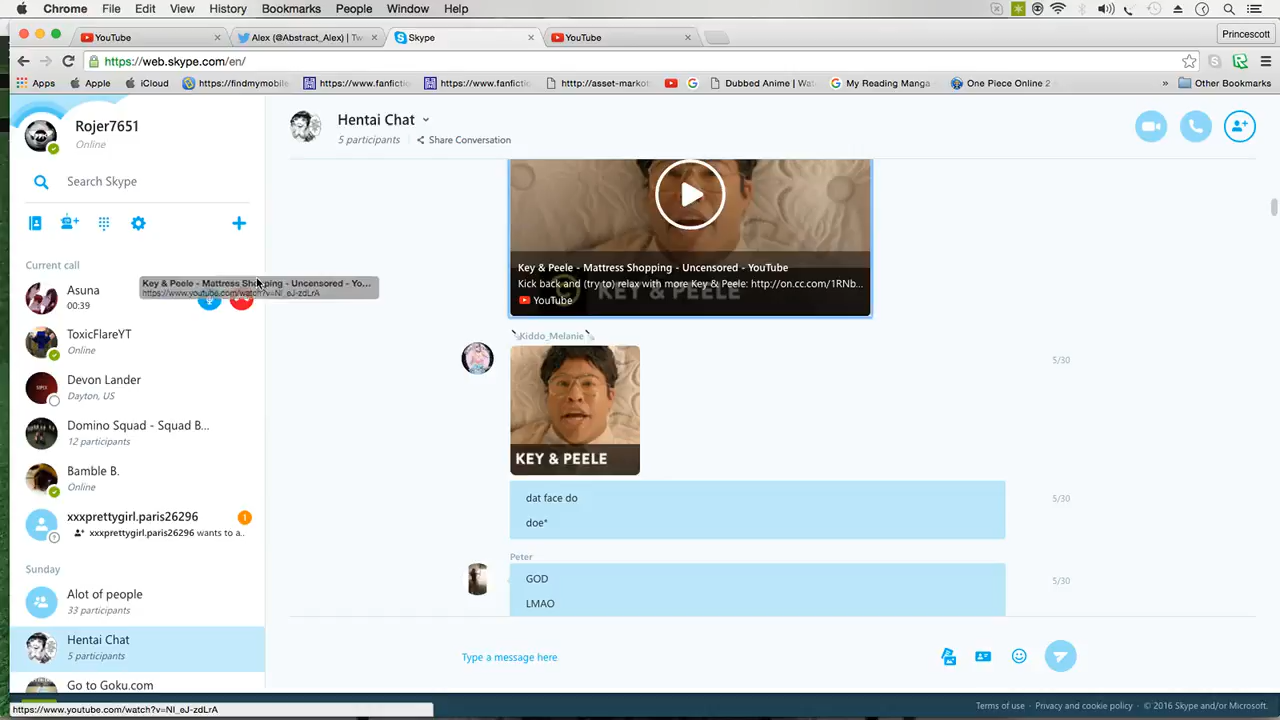 Chrome File Edit View History Bookmarks People Window Help
YouTube
Alex (@Abstract_Alex) | Tw
Skype
YouTube
Princescott
https://web.skype.com/en/
Apps
Apple
iCloud
https://findmymobile
https://www.fanfictio
https://www.fanfictio
http://asset-market
Dubbed Anime | Wat
My Reading Manga
One Piece Online 2
»
Other Bookmarks
Rojer7651
Online
Search Skype
Current call
Asuna
00:39
Key & Peele - Mattress Shopping - Uncensored - Yo...
https://www.youtube.com/watch?v=NI_eJ-zdLrA
ToxicFlareYT
Online
Devon Lander
Dayton, US
Domino Squad - Squad B...
12 participants
Bamble B.
Online
xxxprettygirl.paris26296
1
xxxprettygirl.paris26296 wants to a..
Sunday
Alot of people
33 participants
Hentai Chat
5 participants
Go to Goku.com
Hentai Chat
5 participants
Share Conversation
Key & Peele - Mattress Shopping - Uncensored - YouTube
Kick back and (try to) relax with more Key & Peele: http://on.cc.com/1RNb...
KEY & PEELE
YouTube
Kiddo_Melanie
5/30
KEY & PEELE
dat face do
5/30
doe*
Peter
GOD
5/30
LMAO
Type a message here
https://www.youtube.com/watch?v=NI_eJ-zdLrA
Terms of use
Privacy and cookie policy
© 2016 Skype and/or Microsoft.